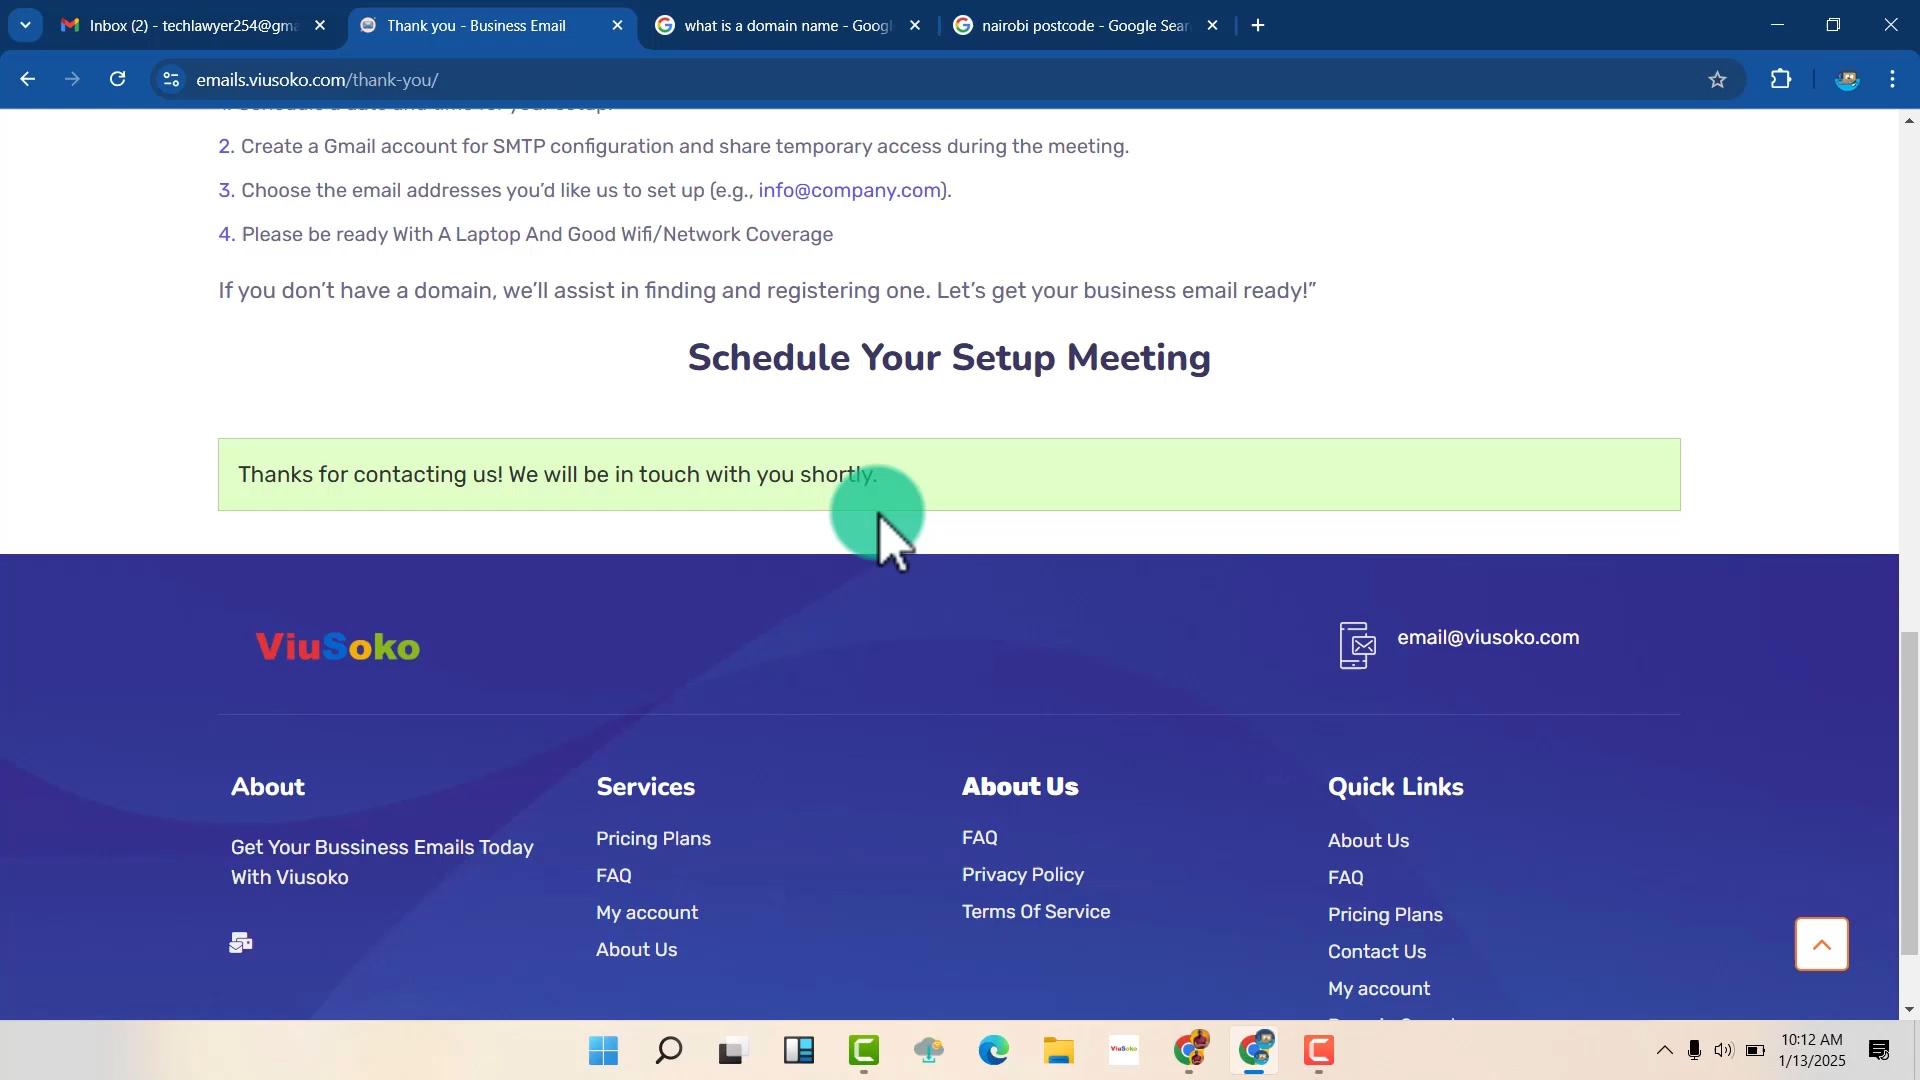 Inbox (2) - techlawyer254@gma
Thank you - Business Email
what is a domain name - Googl
nairobi postcode - Google Sear
emails.viusoko.com/thank-you/
2. Create a Gmail account for SMTP configuration and share temporary access during the meeting.
3. Choose the email addresses you’d like us to set up (e.g., info@company.com).
4. Please be ready With A Laptop And Good Wifi/Network Coverage
If you don’t have a domain, we’ll assist in finding and registering one. Let’s get your business email ready!”
Schedule Your Setup Meeting
Thanks for contacting us! We will be in touch with you shortly.
ViuSoko
email@viusoko.com
About
Get Your Bussiness Emails Today
With Viusoko
Services
Pricing Plans
FAQ
My account
About Us
About Us
FAQ
Privacy Policy
Terms Of Service
Quick Links
About Us
FAQ
Pricing Plans
Contact Us
My account
ViuSoko
10:12 AM
1/13/2025